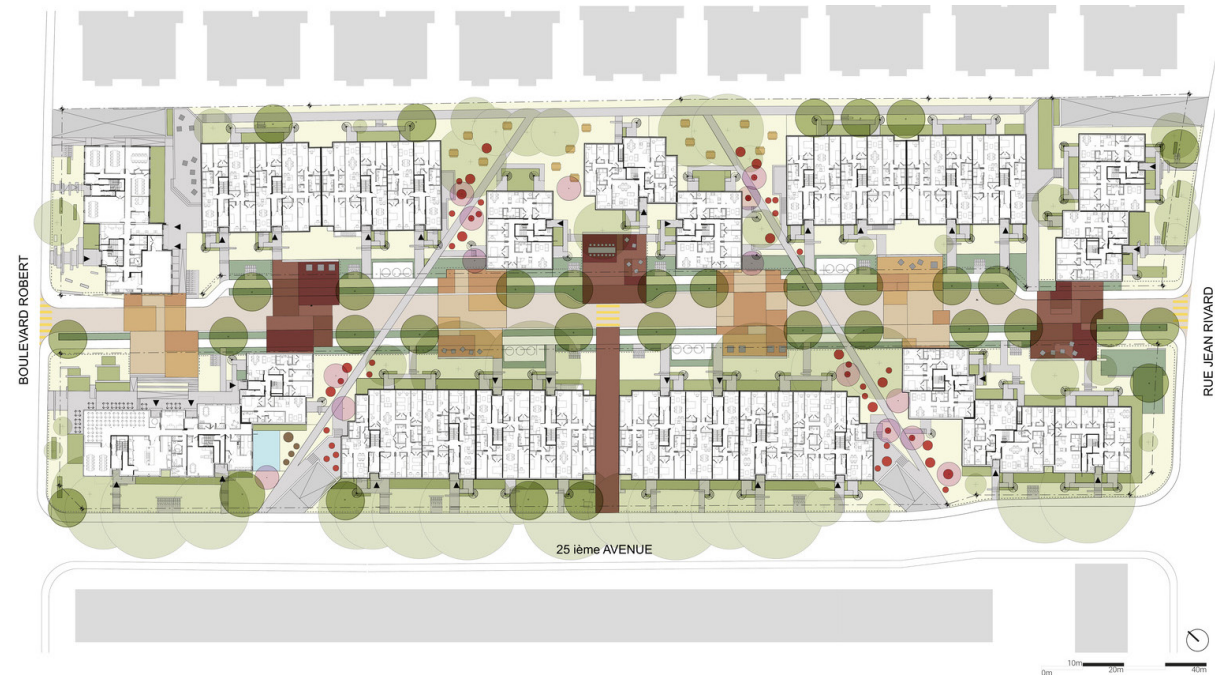 BOULEVARD ROBERT
RUE JEAN RIVARD
25 ième AVENUE
0m
10m
20m
40m